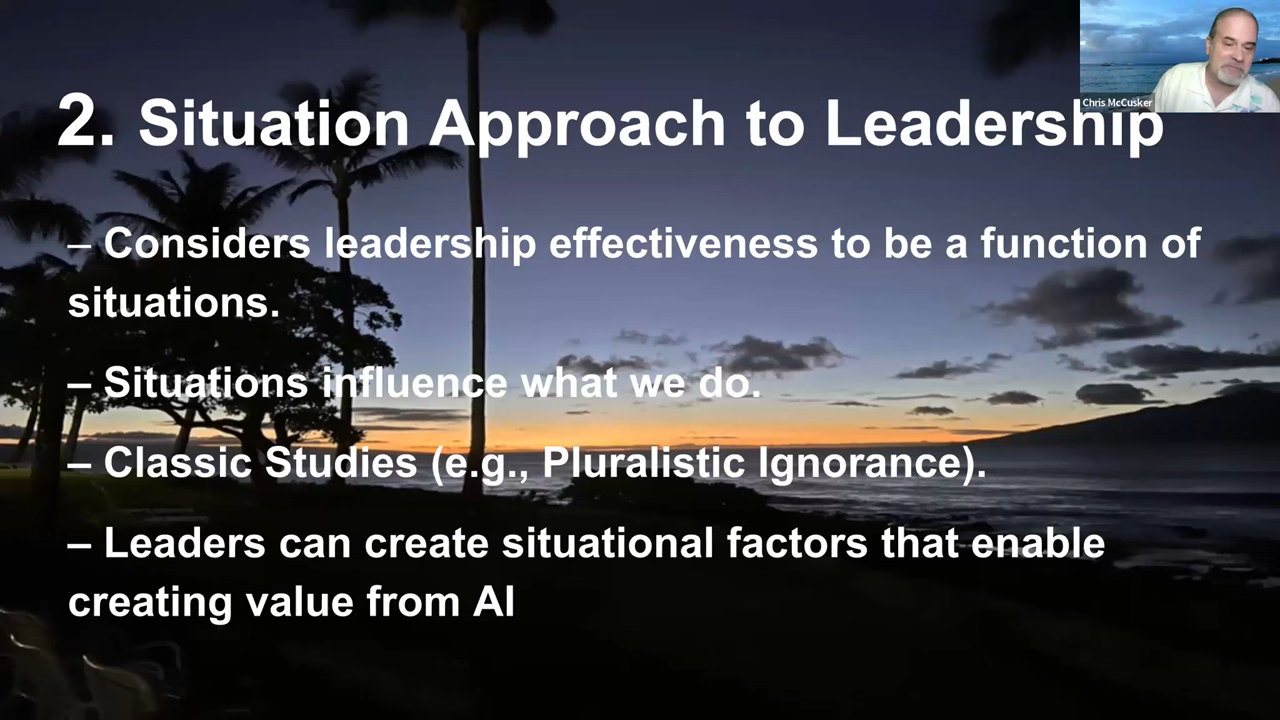 Chris McCusker
2. Situation Approach to Leadership
– Considers leadership effectiveness to be a function of
situations.
– Situations influence what we do.
– Classic Studies (e.g., Pluralistic Ignorance).
– Leaders can create situational factors that enable
creating value from AI